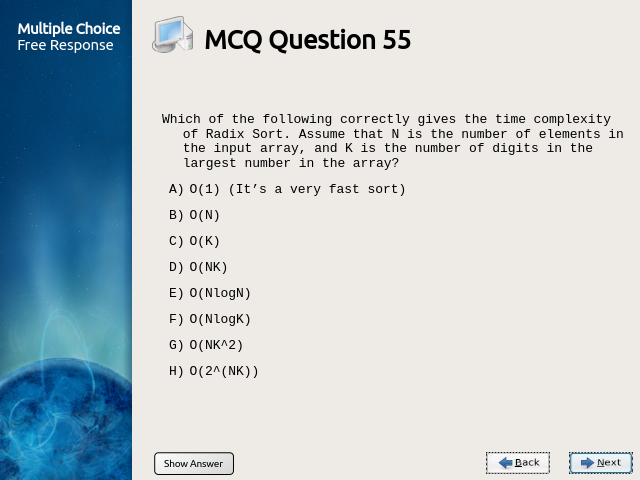 Multiple Choice
Free Response
MCQ Question 55
Which of the following correctly gives the time complexity
of Radix Sort. Assume that N is the number of elements in
the input array, and K is the number of digits in the
largest number in the array?
A) O(1) (It’s a very fast sort)
B) O(N)
C) O(K)
D) O(NK)
E) O(NlogN)
F) O(NlogK)
G) O(NK^2)
H) O(2^(NK))
Show Answer
Back
Next